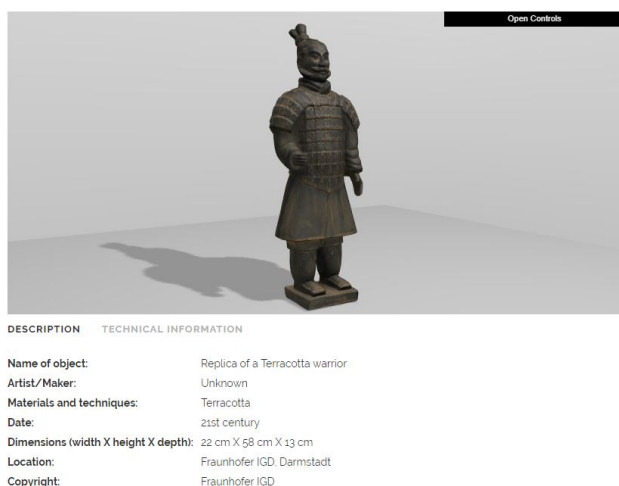 Open Controls
DESCRIPTION TECHNICAL INFORMATION
Name of object: Replica of a Terracotta warrior
Artist/Maker: Unknown
Materials and techniques: Terracotta
Date: 21st century
Dimensions (width X height X depth): 22 cm X 58 cm X 13 cm
Location: Fraunhofer IGD, Darmstadt
Copyright: Fraunhofer IGD